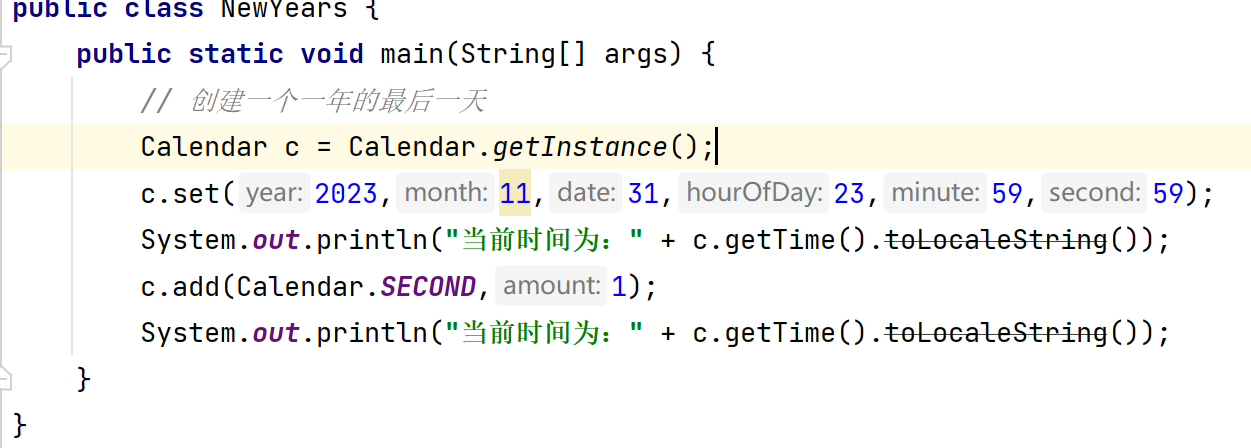 public class NewYears {
public static void main(String[] args) {
// 创建一个一年的最后一天
Calendar c = Calendar.getInstance();
c.set( year: 2023, month: 11, date: 31, hourOfDay: 23, minute: 59, second: 59);
System.out.println("当前时间为：" + c.getTime().toLocaleString());
c.add(Calendar.SECOND, amount: 1);
System.out.println("当前时间为：" + c.getTime().toLocaleString());
}
}